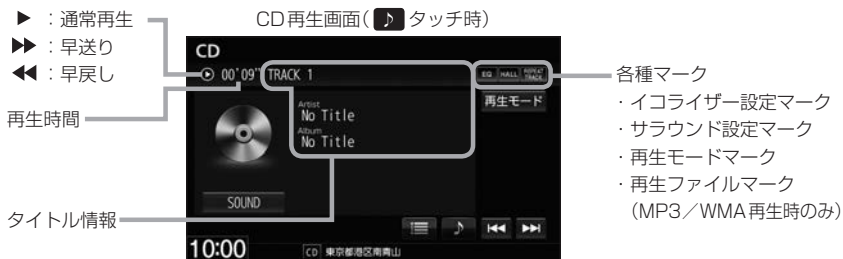 ▶ ：通常再生
▶▶ ：早送り
◀◀ ：早戻し
再生時間
タイトル情報
CD再生画面(♪タッチ時)
CD
00'09" TRACK 1
EQ HALL REPEAT TRACK
Artist
No Title
Album
No Title
再生モード
SOUND
10:00
CD 東京都港区南青山
各種マーク
・イコライザー設定マーク
・サラウンド設定マーク
・再生モードマーク
・再生ファイルマーク
（MP3／WMA再生時のみ）